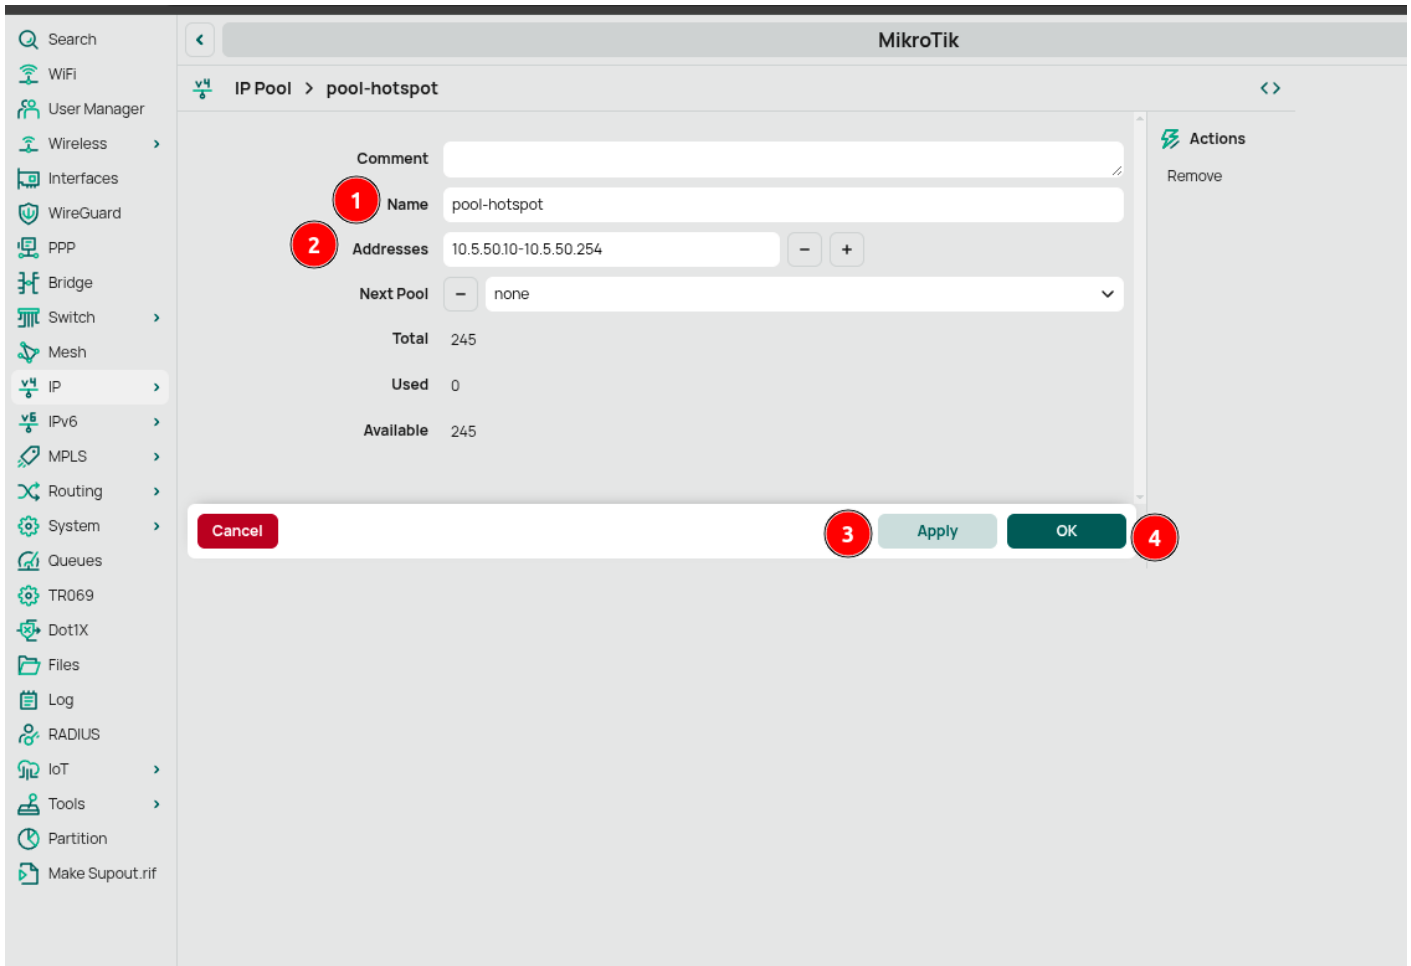 Search
WiFi
User Manager
Wireless
Interfaces
WireGuard
PPP
Bridge
Switch
Mesh
v4 IP
v6 IPv6
MPLS
Routing
System
Queues
TR069
Dot1X
Files
Log
RADIUS
IoT
Tools
Partition
Make Supout.rif
MikroTik
v4 IP Pool > pool-hotspot <>
Comment
1 Name pool-hotspot
2 Addresses 10.5.50.10-10.5.50.254 - +
Next Pool - none
Total 245
Used 0
Available 245
Cancel 3 Apply OK 4
Actions
Remove